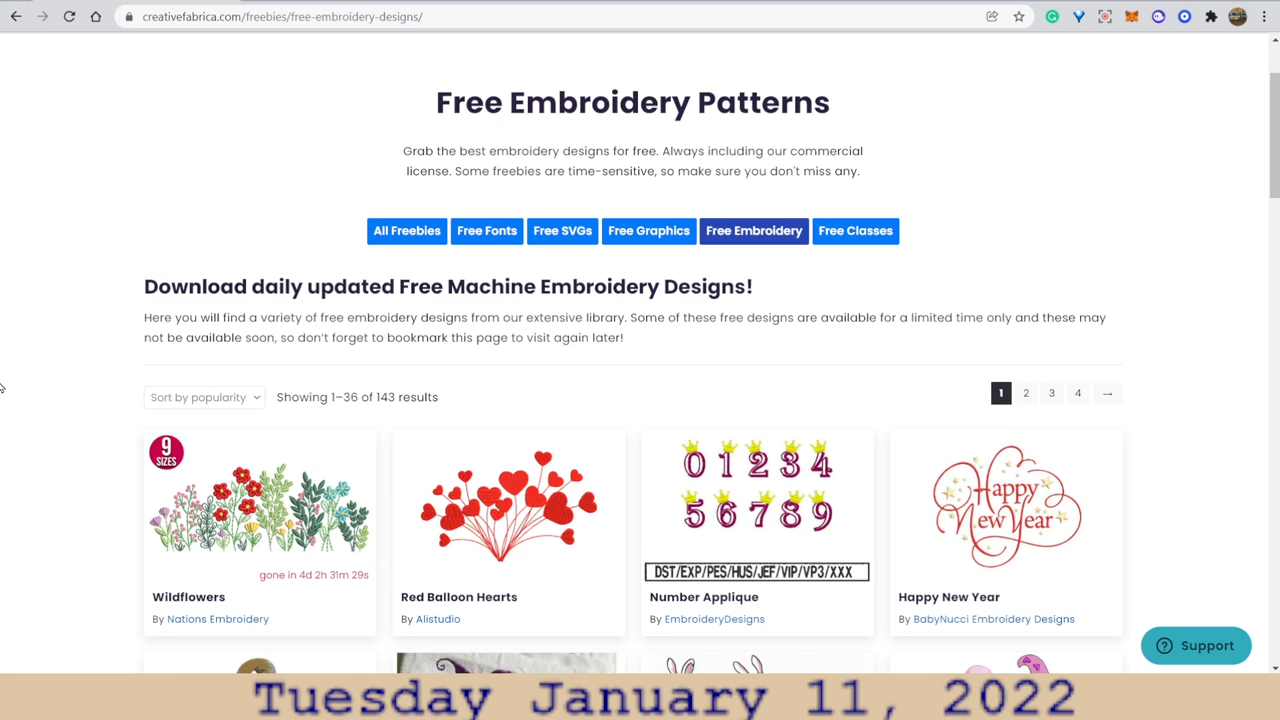 creativefabrica.com/freebies/free-embroidery-designs/
Free Embroidery Patterns
Grab the best embroidery designs for free. Always including our commercial
license. Some freebies are time-sensitive, so make sure you don't miss any.
All Freebies Free Fonts Free SVGs Free Graphics Free Embroidery Free Classes
Download daily updated Free Machine Embroidery Designs!
Here you will find a variety of free embroidery designs from our extensive library. Some of these free designs are available for a limited time only and these may
not be available soon, so don't forget to bookmark this page to visit again later!
Sort by popularity Showing 1–36 of 143 results 1 2 3 4 →
9
SIZES
gone in 4d 2h 31m 29s
Wildflowers
By Nations Embroidery
Red Balloon Hearts
By Alistudio
0 1 2 3 4
5 6 7 8 9
DST/EXP/PES/HUS/JEF/VIP/VP3/XXX
Number Applique
By EmbroideryDesigns
Happy
New Year
Happy New Year
By BabyNucci Embroidery Designs
Support
Tuesday January 11, 2022